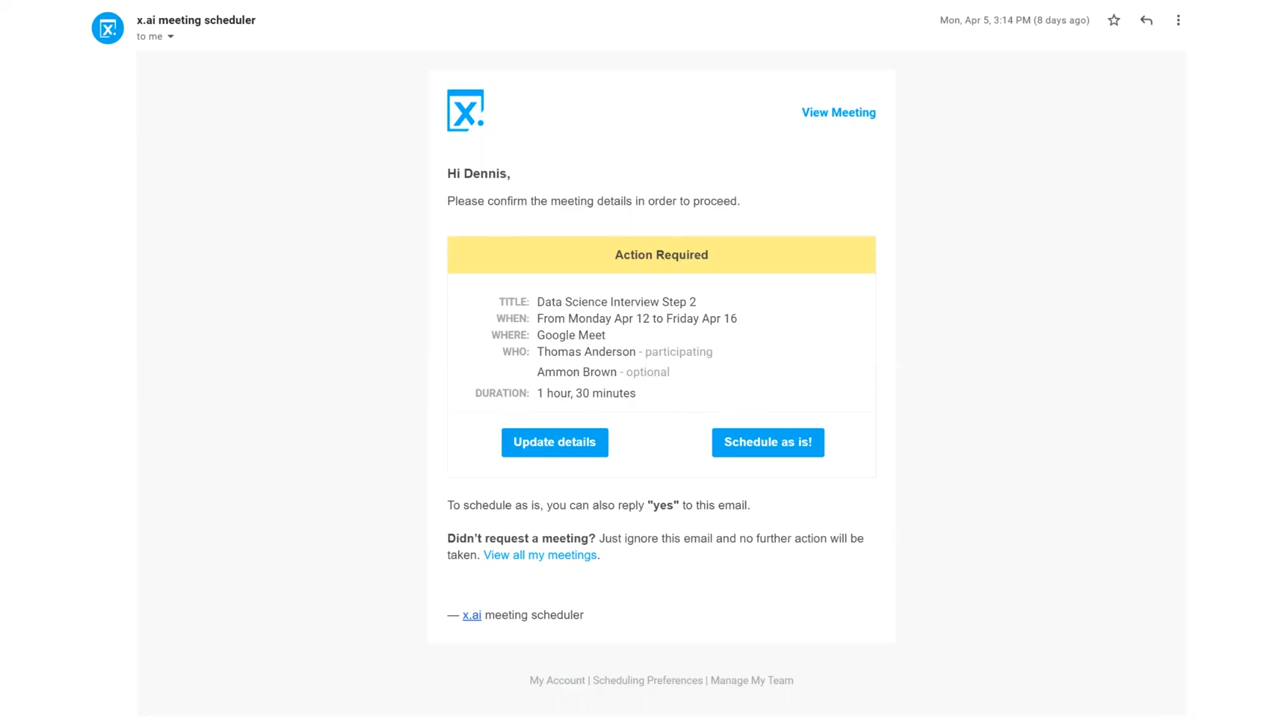 x.ai meeting scheduler
Mon, Apr 5, 3:14 PM (8 days ago)
to me
X.
X.
View Meeting
Hi Dennis,
Please confirm the meeting details in order to proceed.
Action Required
TITLE: Data Science Interview Step 2
WHEN: From Monday Apr 12 to Friday Apr 16
WHERE: Google Meet
WHO: Thomas Anderson - participating
Ammon Brown - optional
DURATION: 1 hour, 30 minutes
Update details
Schedule as is!
To schedule as is, you can also reply "yes" to this email.
Didn't request a meeting? Just ignore this email and no further action will be
taken. View all my meetings.
— x.ai meeting scheduler
My Account | Scheduling Preferences | Manage My Team